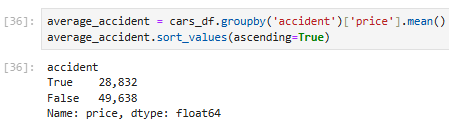 [36]: average_accident = cars_df.groupby('accident')['price'].mean()
average_accident.sort_values(ascending=True)
[36]: accident
True    28,832
False   49,638
Name: price, dtype: float64